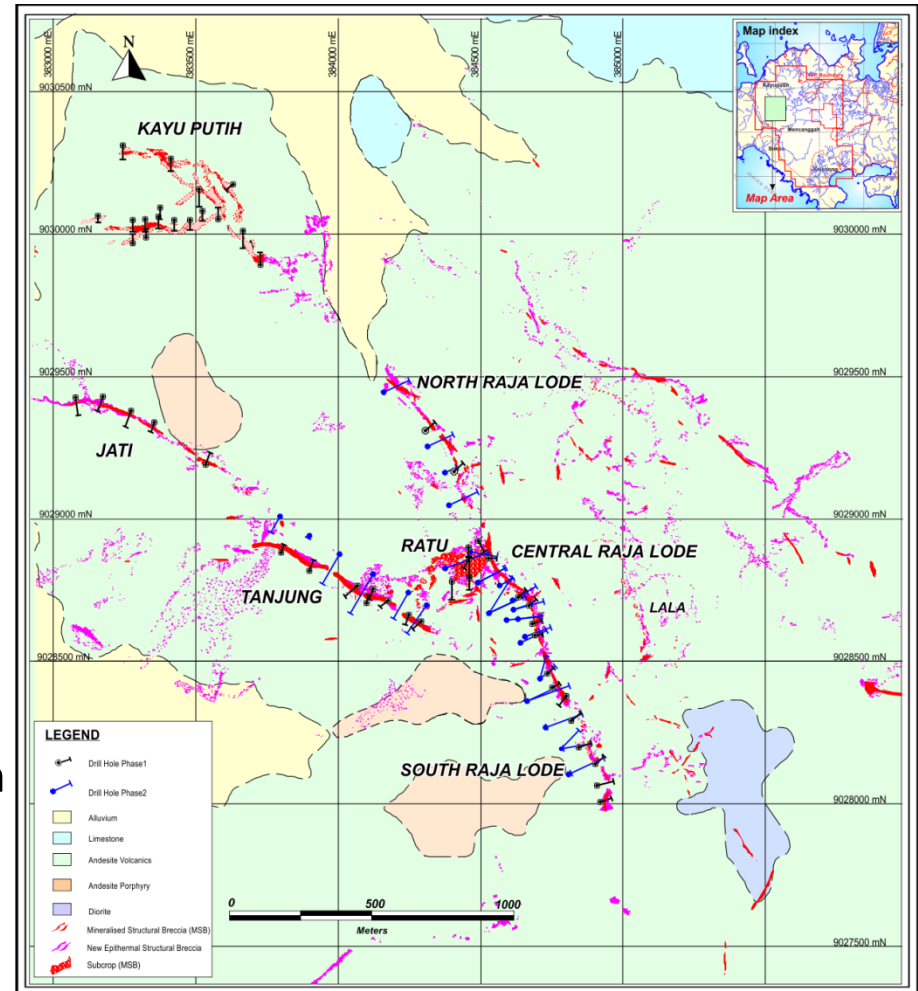 383000 mE
383500 mE
384000 mE
384500 mE
385000 mE
Map index
Kayuputih
Mencanggah
Map Area
N
9030500 mN
9030500 mN
KAYU PUTIH
9030000 mN
9030000 mN
9029500 mN
9029500 mN
NORTH RAJA LODE
JATI
9029000 mN
9029000 mN
RATU
CENTRAL RAJA LODE
TANJUNG
LALA
9028500 mN
9028500 mN
SOUTH RAJA LODE
9028000 mN
9027500 mN
LEGEND
Drill Hole Phase1
Drill Hole Phase2
Alluvium
Limestone
Andesite Volcanics
Andesite Porphyry
Diorite
Mineralised Structural Breccia (MSB)
New Epithermal Structural Breccia
Subcrop (MSB)
0 500 1000
Meters